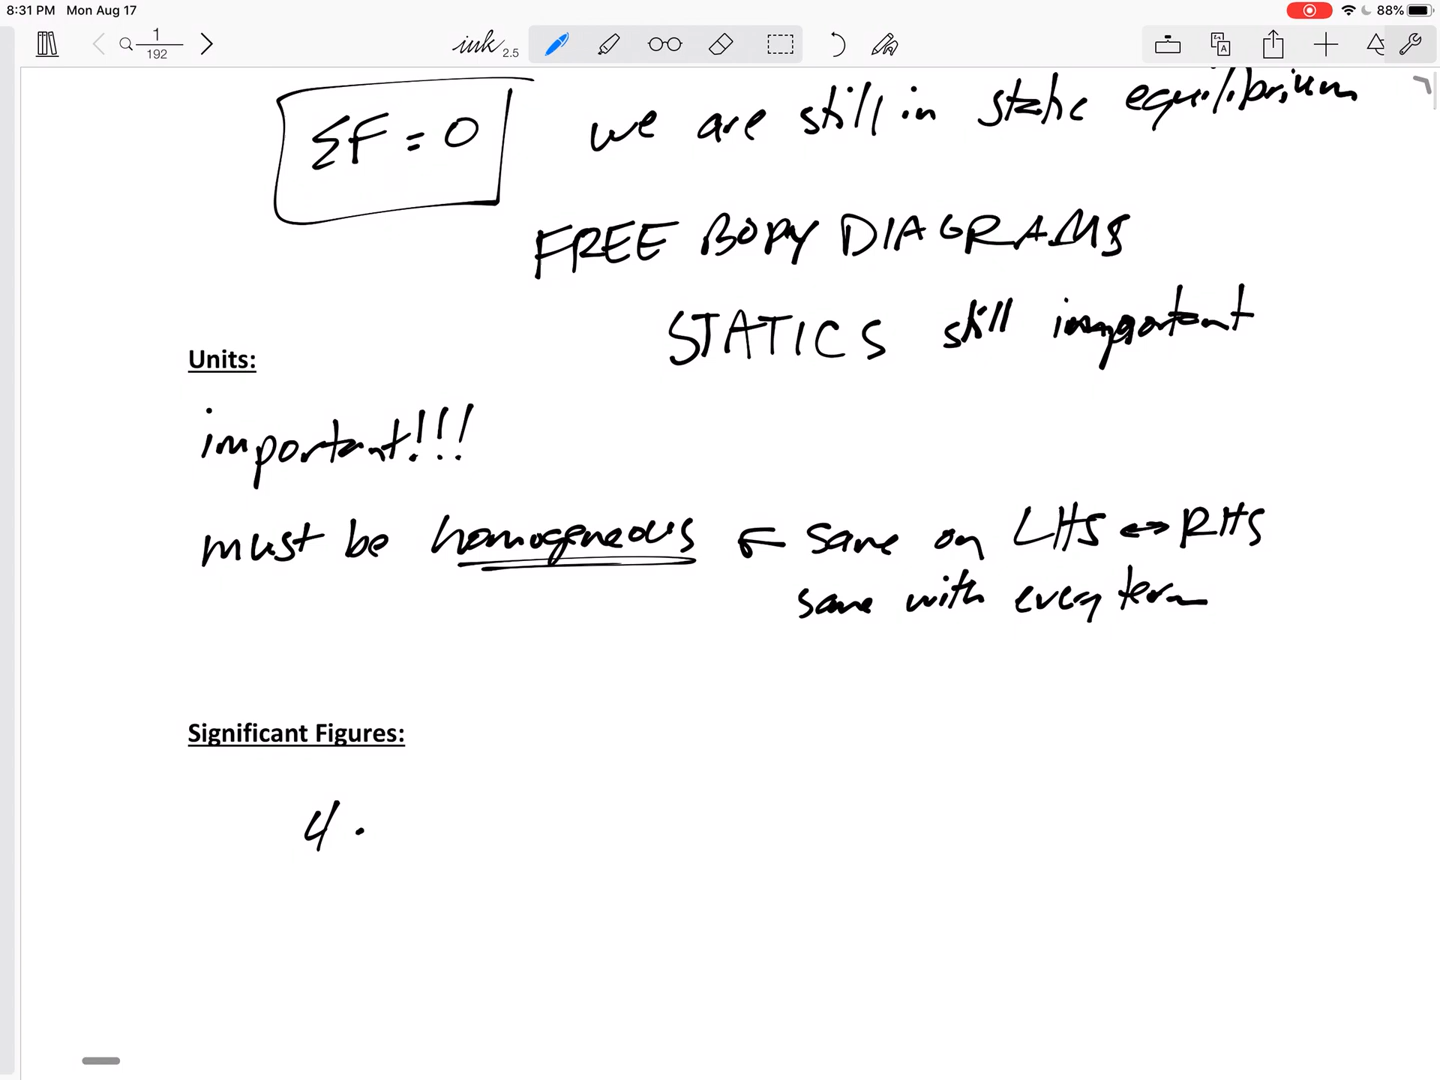 8:31 PM Mon Aug 17
88%
1
192
ink 2.5
ΣF = 0 we are still in static equilibrium
FREE BODY DIAGRAMS
STATICS still important
Units:
important!!!
must be homogeneous ← same on LHS ↔ RHS
same with every term
Significant Figures:
4 .